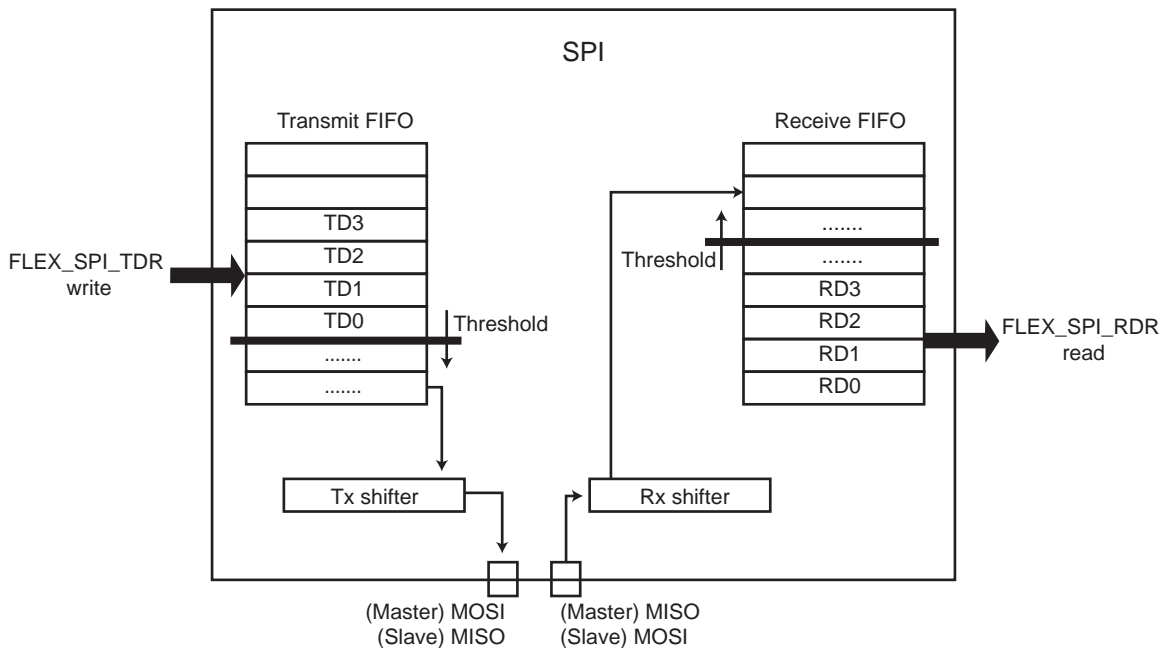 SPI
Transmit FIFO
TD3
TD2
TD1
TD0
.......
.......
Threshold
FLEX_SPI_TDR
write
Receive FIFO
.......
.......
RD3
RD2
RD1
RD0
Threshold
FLEX_SPI_RDR
read
Tx shifter
Rx shifter
(Master) MOSI
(Slave) MISO
(Master) MISO
(Slave) MOSI